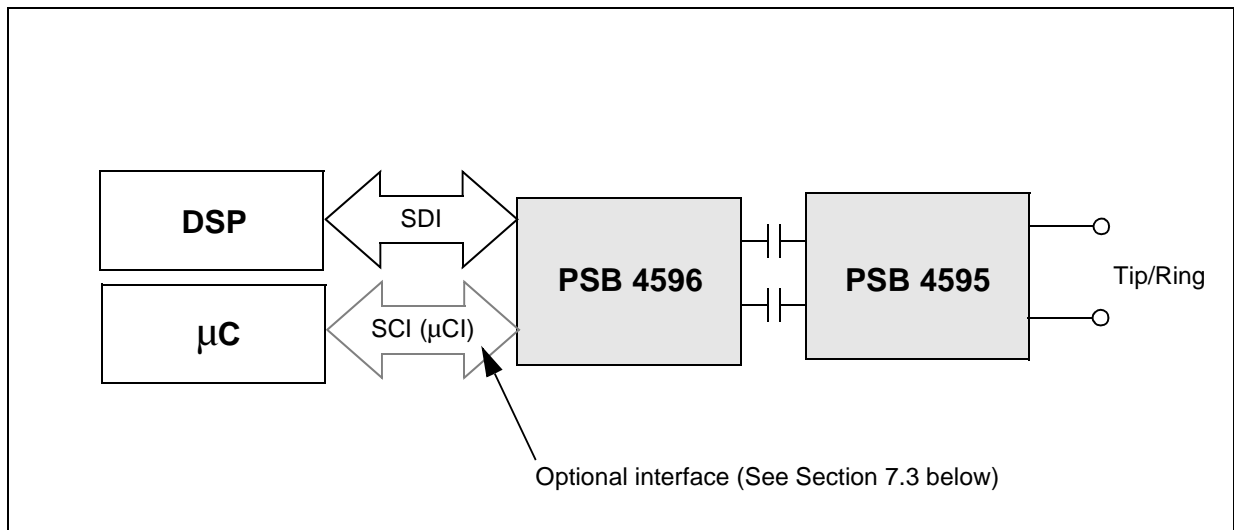 DSP
SDI
PSB 4596
PSB 4595
Tip/Ring
μC
SCI (μCI)
Optional interface (See Section 7.3 below)